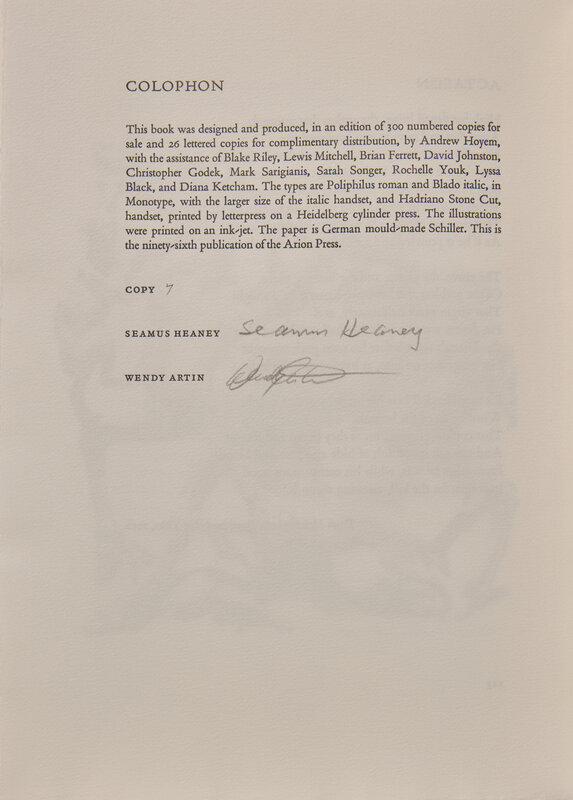 COLOPHON
This book was designed and produced, in an edition of 300 numbered copies for
sale and 26 lettered copies for complimentary distribution, by Andrew Hoyem,
with the assistance of Blake Riley, Lewis Mitchell, Brian Ferrett, David Johnston,
Christopher Godek, Mark Sarigianis, Sarah Songer, Rochelle Youk, Lyssa
Black, and Diana Ketcham. The types are Poliphilus roman and Blado italic, in
Monotype, with the larger size of the italic handset, and Hadriano Stone Cut,
handset, printed by letterpress on a Heidelberg cylinder press. The illustrations
were printed on an ink-jet. The paper is German mould-made Schiller. This is
the ninety-sixth publication of the Arion Press.
COPY 7
SEAMUS HEANEY Seamus Heaney
WENDY ARTIN